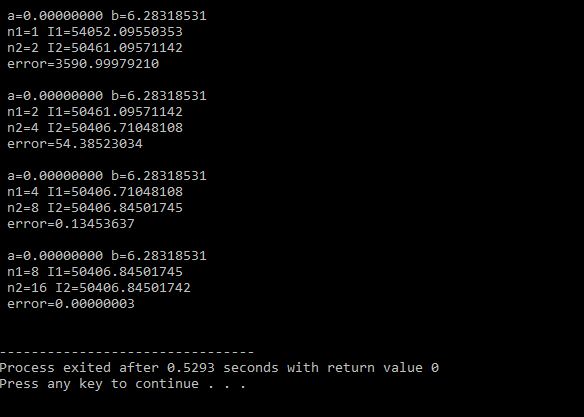 a=0.00000000 b=6.28318531
n1=1 I1=54052.09550353
n2=2 I2=50461.09571142
error=3590.99979210
a=0.00000000 b=6.28318531
n1=2 I1=50461.09571142
n2=4 I2=50406.71048108
error=54.38523034
a=0.00000000 b=6.28318531
n1=4 I1=50406.71048108
n2=8 I2=50406.84501745
error=0.13453637
a=0.00000000 b=6.28318531
n1=8 I1=50406.84501745
n2=16 I2=50406.84501742
error=0.00000003
--------------------------------
Process exited after 0.5293 seconds with return value 0
Press any key to continue . . .